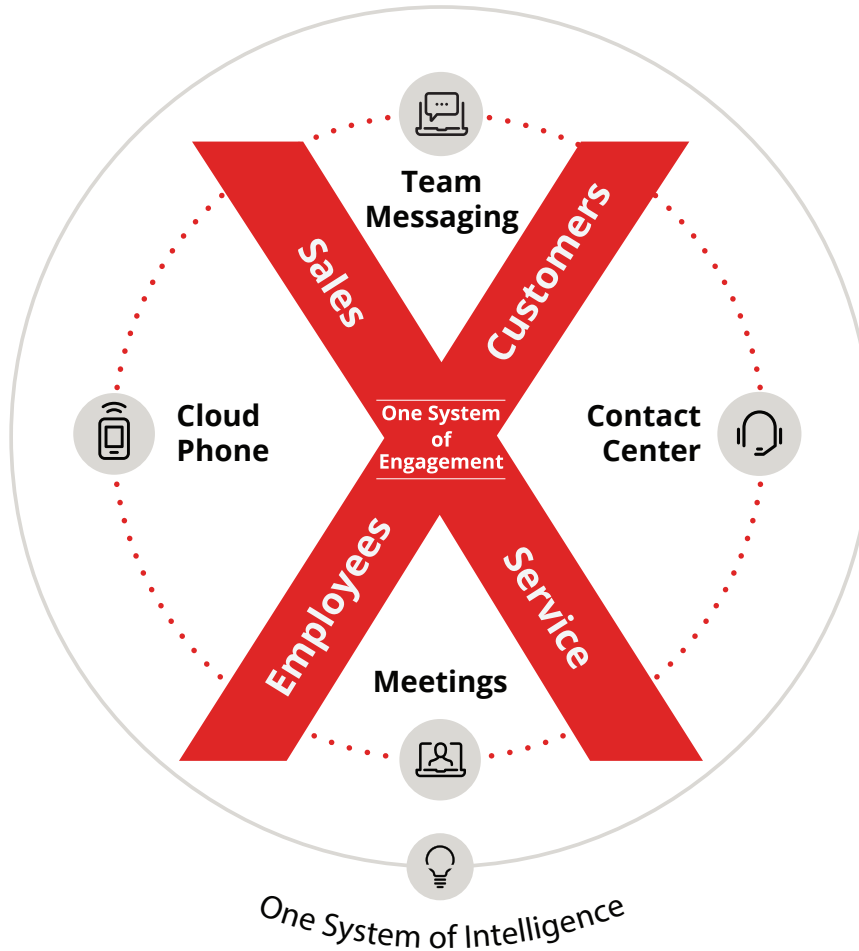 Team
Messaging
Sales
Customers
Cloud
Phone
One System
of
Engagement
Contact
Center
Employees
Service
Meetings
One System of Intelligence